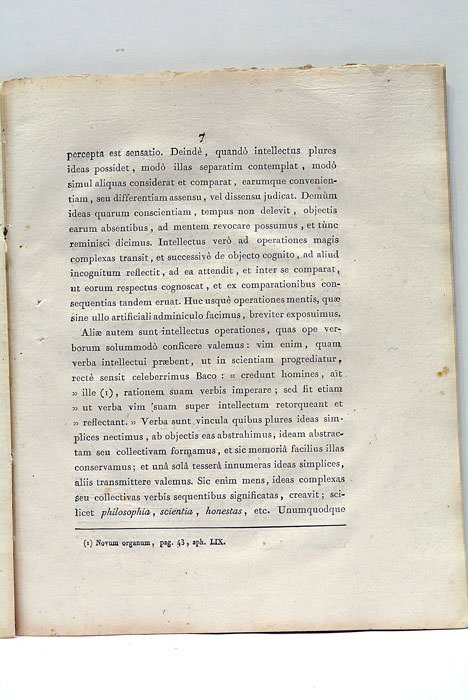 7
percepta est sensatio. Deindè, quandò intellectus plures
ideas possidet, modò illas separatim contemplat, modò
simul aliquas considerat et comparat, earumque convenien-
tiam, seu differentiam assensu, vel dissensu judicat. Demùm
ideas quarum conscientiam, tempus non delevit, objectis
earum absentibus, ad mentem revocare possumus, et tùnc
reminisci dicimus. Intellectus verò ad operationes magis
complexas transit, et successivè de objecto cognito, ad aliud
incognitum reflectit, ad ea attendit, et inter se comparat,
ut eorum respectus cognoscat, et ex comparationibus con-
sequentias tandem eruat. Huc usquè operationes mentis, quæ
sine ullo artificiali adminiculo facimus, breviter exposuimus.
Aliæ autem sunt intellectus operationes, quas ope ver-
borum solummodò conficere valemus: vim enim, quam
verba intellectui præbent, ut in scientiam progrediatur,
rectè sensit celeberrimus Baco: « credunt homines, aït
» ille (1), rationem suam verbis imperare; sed fit etiam
» ut verba vim suam super intellectum retorqueant et
» reflectant. » Verba sunt vincula quibus plures ideas sim-
plices nectimus, ab objectis eas abstrahimus, ideam abstrac-
tam seu collectivam formamus, et sic memoriâ facilius illas
conservamus; et unâ solâ tesserâ innumeras ideas simplices,
aliis transmittere valemus. Sic enim mens, ideas complexas
seu collectivas verbis sequentibus significatas, creavit; sci-
licet philosophia, scientia, honestas, etc. Unumquodque
(1) Novum organum, pag. 43, aph. LIX.